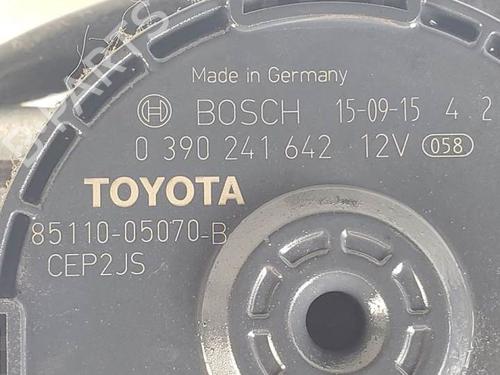 Made in Germany
BOSCH 15-09-15 4 2
0 390 241 642 12V 058
TOYOTA
85110-05070-B
CEP2JS